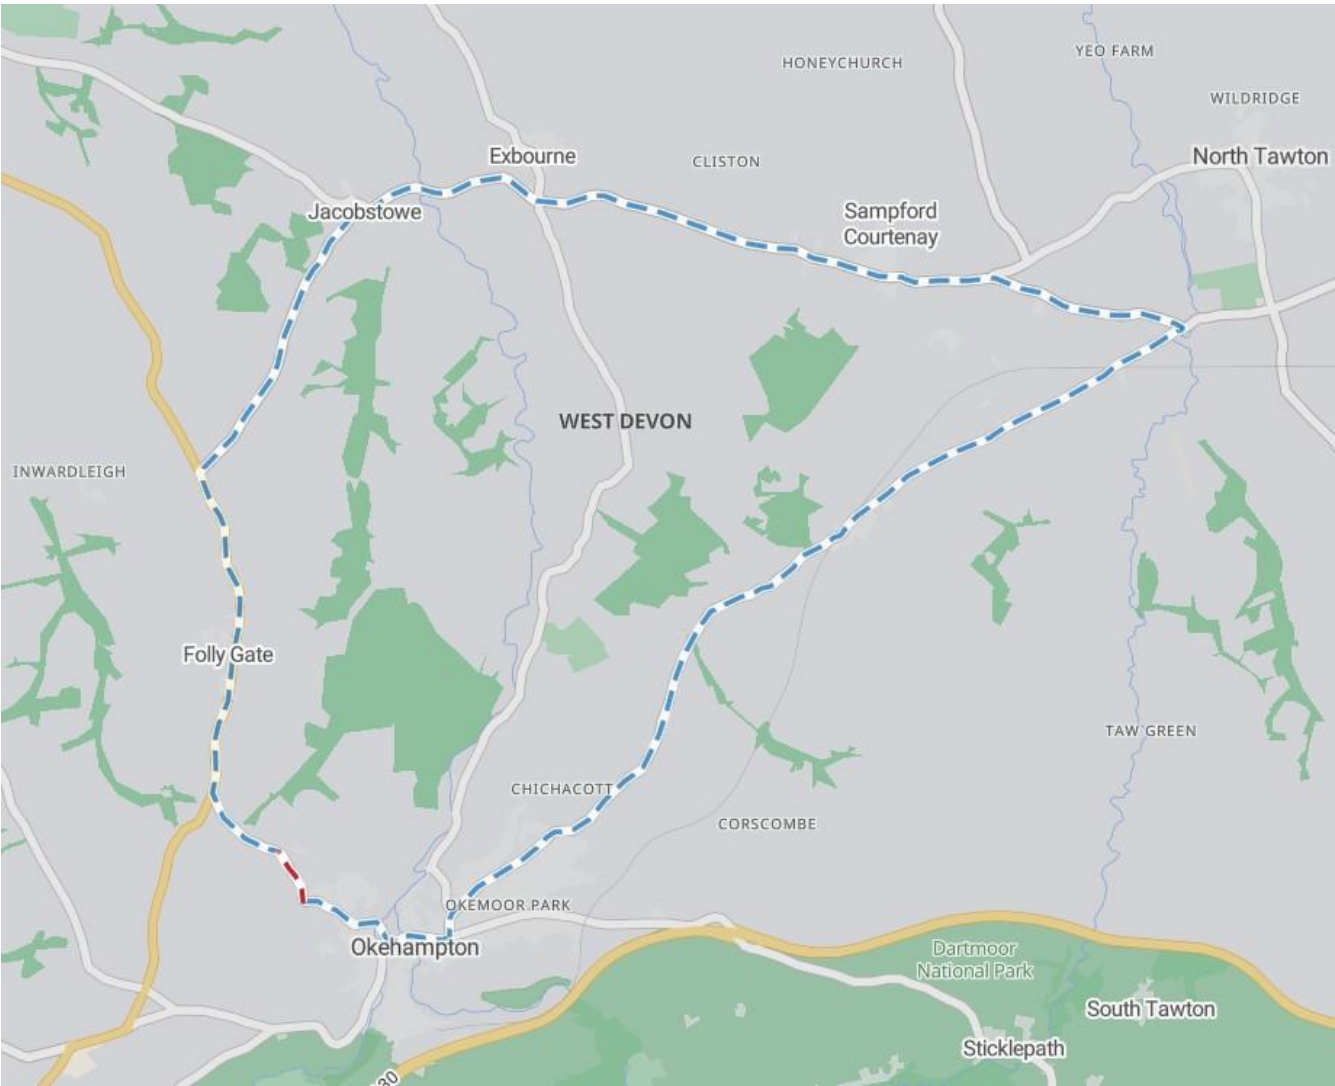 YEO FARM
HONEYCHURCH
WILDRIDGE
Exbourne
CLISTON
North Tawton
Jacobstowe
Sampford
Courtenay
WEST DEVON
INWARDLEIGH
Folly Gate
TAW GREEN
CHICHACOTT
CORSCOMBE
OKEMOOR PARK
Okehampton
Dartmoor
National Park
South Tawton
Sticklepath
30